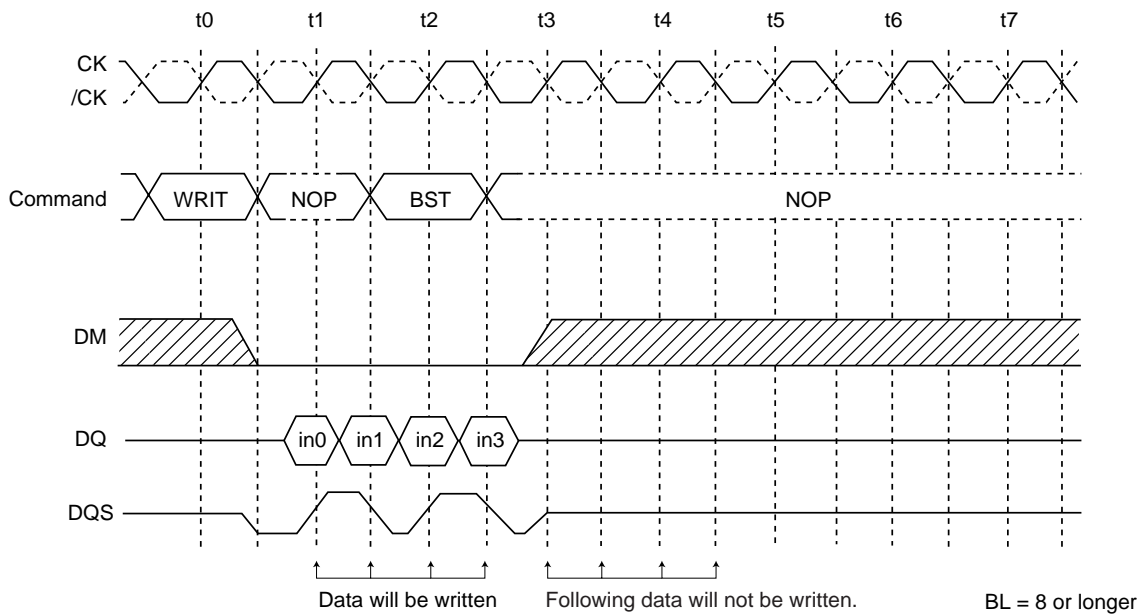 t0 t1 t2 t3 t4 t5 t6 t7
CK
/CK
Command WRIT NOP BST NOP
DM
DQ in0 in1 in2 in3
DQS
Data will be written Following data will not be written. BL = 8 or longer